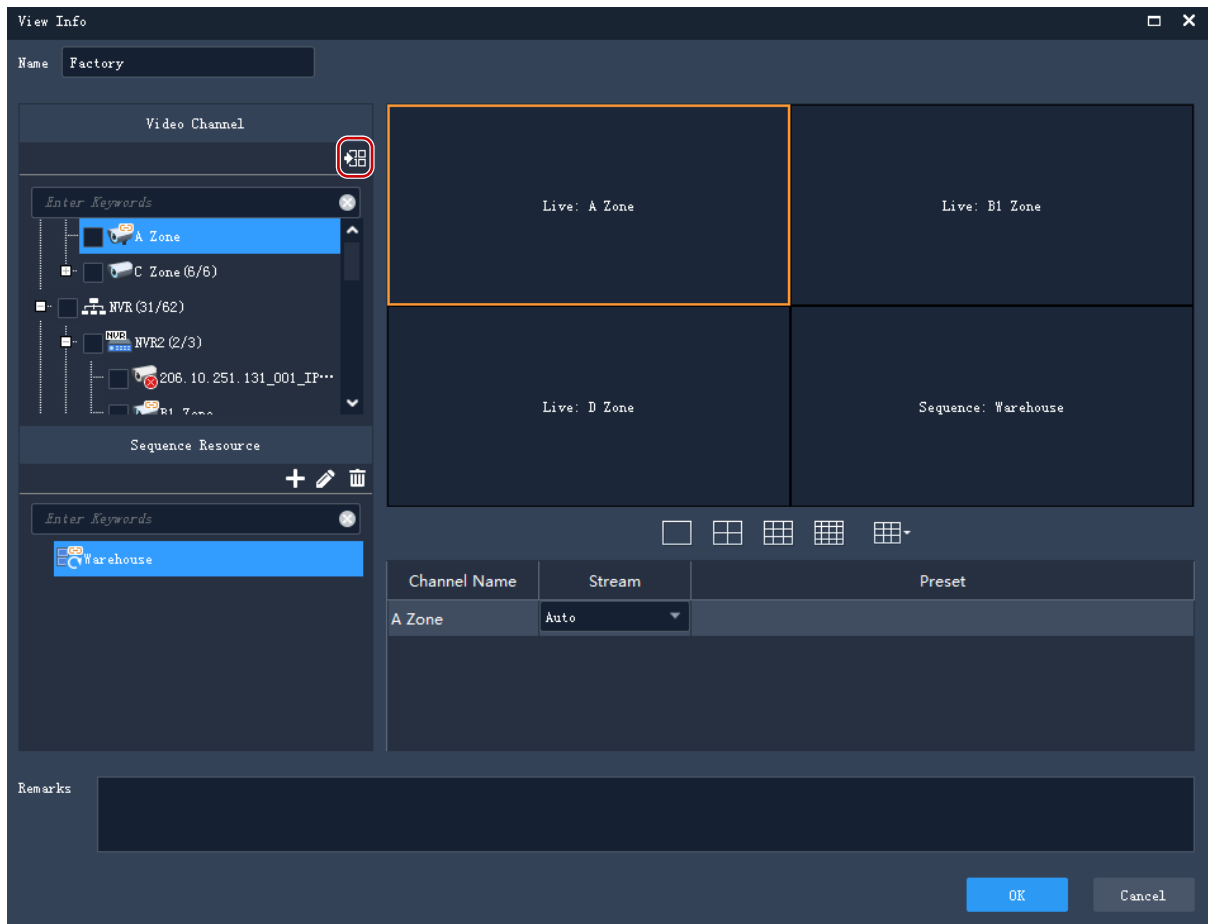 View Info
Name Factory
Video Channel
Enter Keywords
A Zone
C Zone (6/6)
NVR (31/62)
NVR
NVR2 (2/3)
206.10.251.131_001_IP···
B1 Zone
Sequence Resource
Enter Keywords
Warehouse
Live: A Zone
Live: B1 Zone
Live: D Zone
Sequence: Warehouse
Channel Name Stream Preset
A Zone Auto
Remarks
OK Cancel